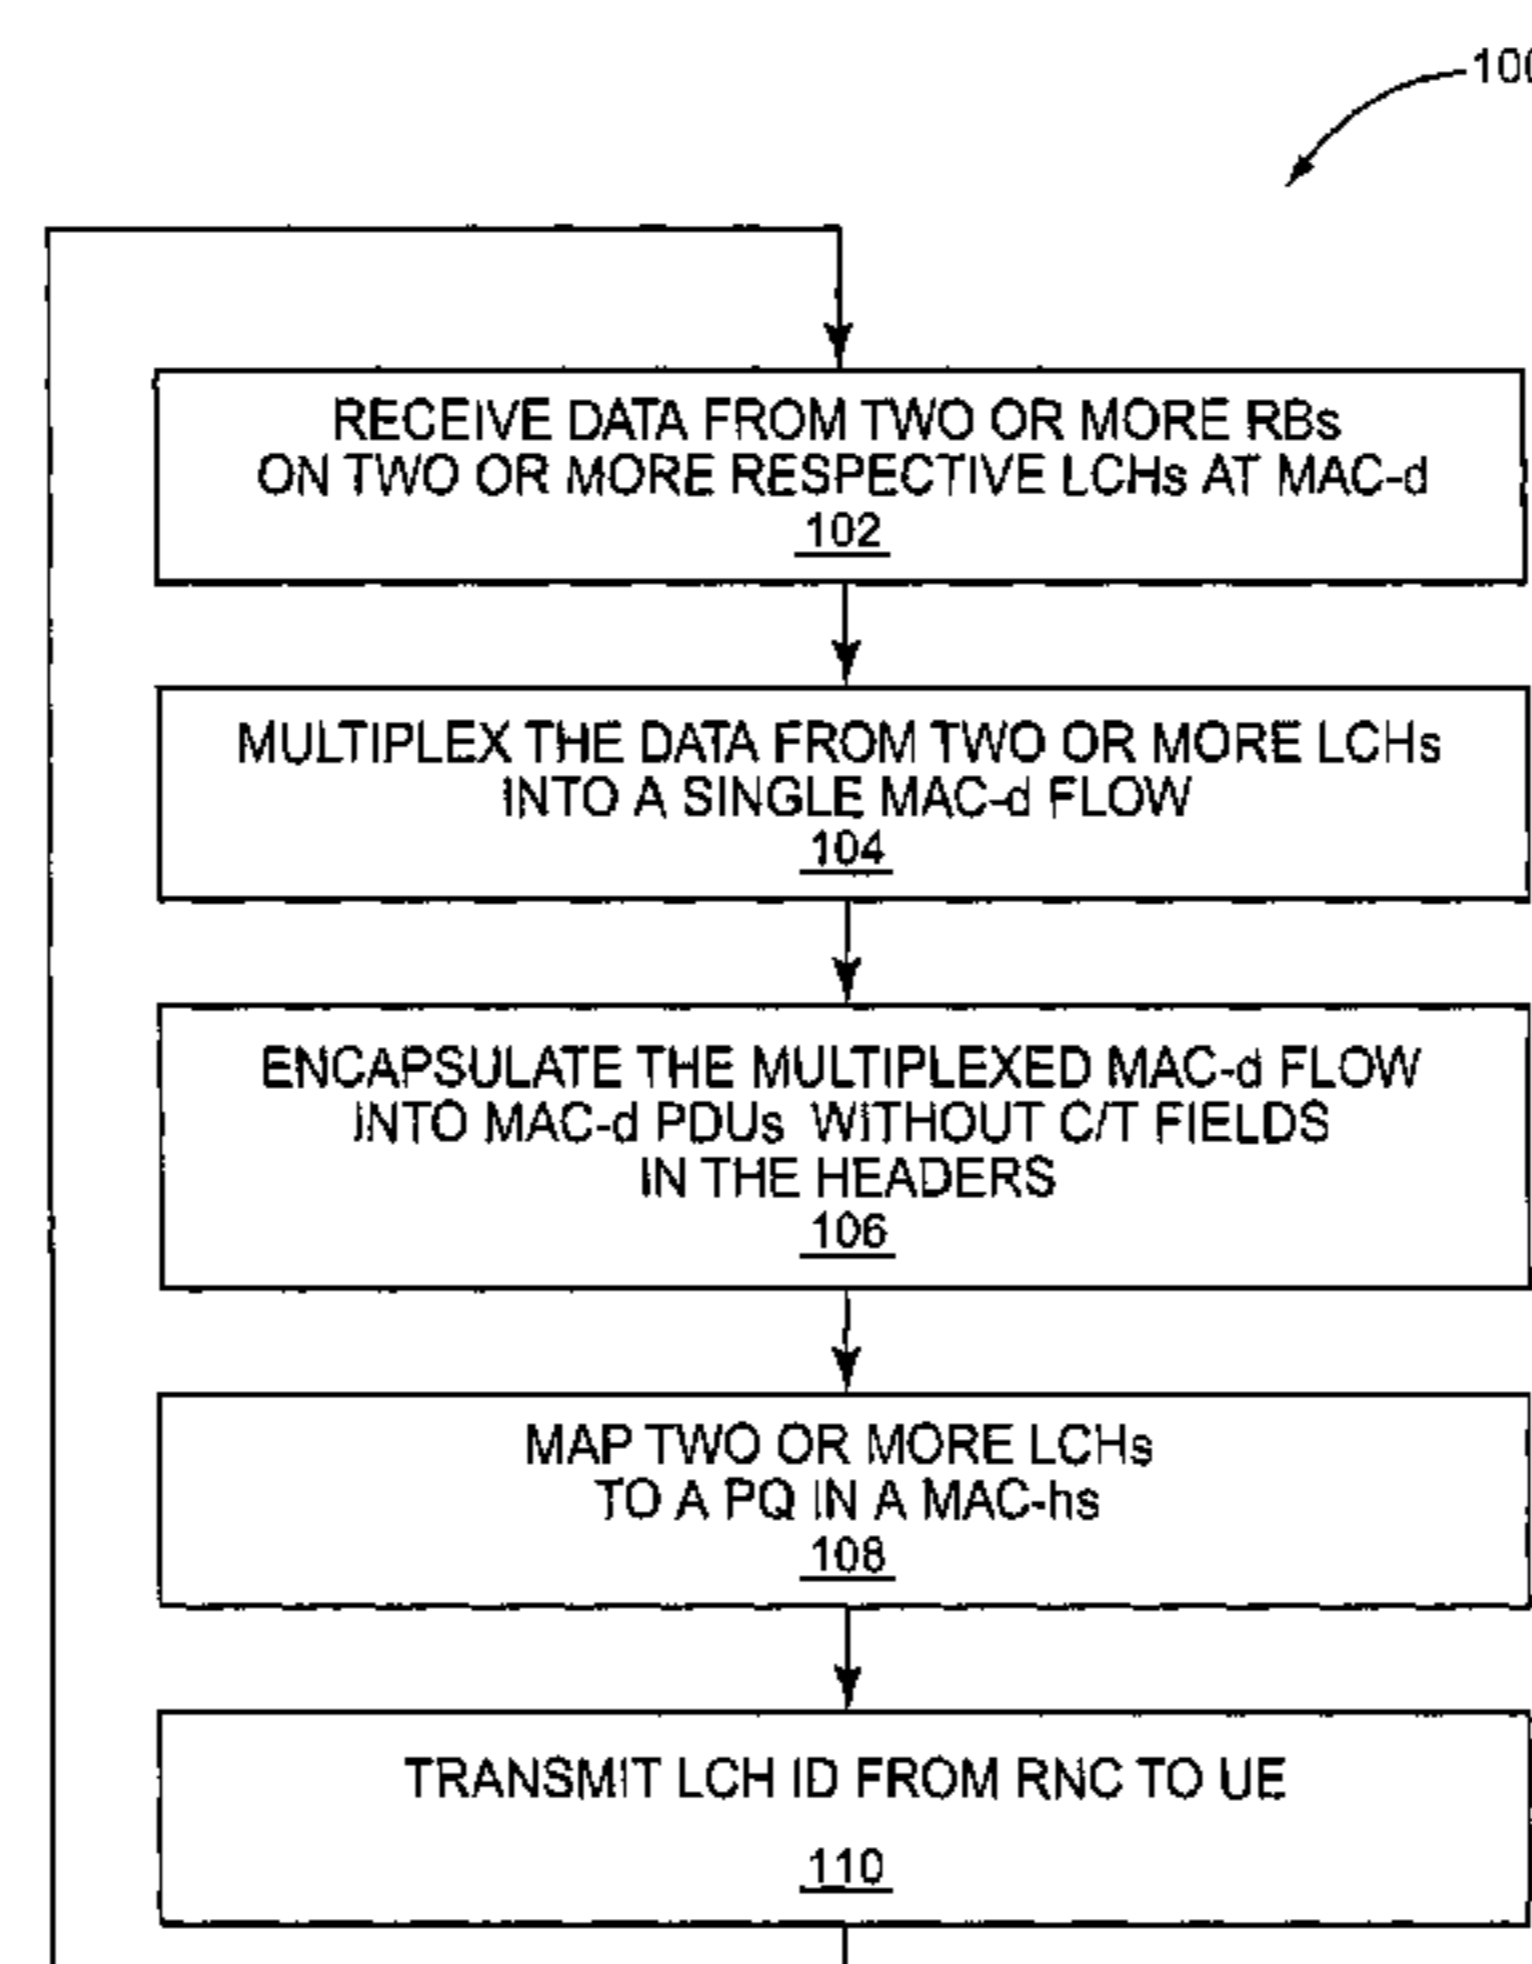 100
RECEIVE DATA FROM TWO OR MORE RBs
ON TWO OR MORE RESPECTIVE LCHs AT MAC-d
102
MULTIPLEX THE DATA FROM TWO OR MORE LCHs
INTO A SINGLE MAC-d FLOW
104
ENCAPSULATE THE MULTIPLEXED MAC-d FLOW
INTO MAC-d PDUs WITHOUT C/T FIELDS
IN THE HEADERS
106
MAP TWO OR MORE LCHs
TO A PQ IN A MAC-hs
108
TRANSMIT LCH ID FROM RNC TO UE
110